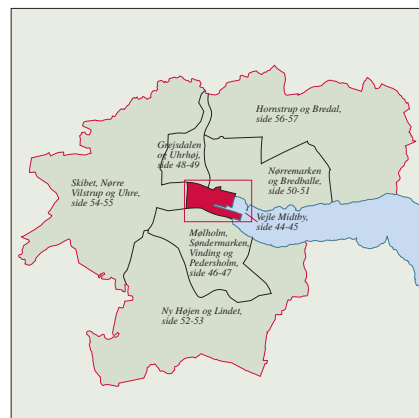 Hornstrup og Bredal,
side 56-57
Grejsdalen
og Uhrhøj,
side 48-49
Nørremarken
og Bredballe,
side 50-51
Skibet, Nørre
Vilstrup og Uhre,
side 54-55
Vejle Midtby,
side 44-45
Mølholm,
Søndermarken,
Vinding og
Pedersholm,
side 46-47
Ny Højen og Lindet,
side 52-53